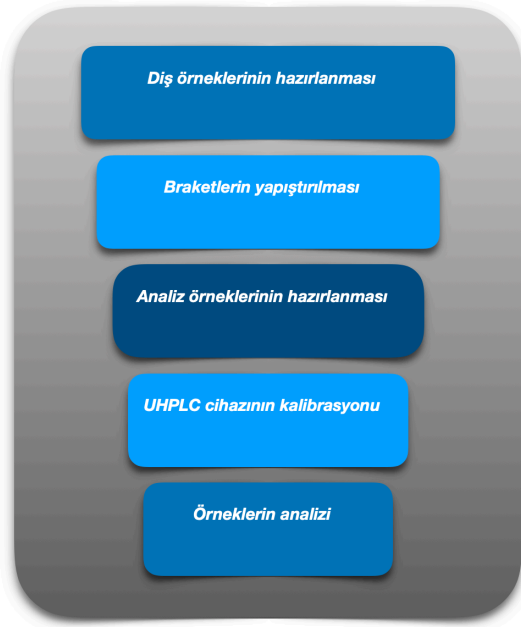 Diş örneklerinin hazırlanması
Braketlerin yapıştırılması
Analiz örneklerinin hazırlanması
UHPLC cihazının kalibrasyonu
Örneklerin analizi